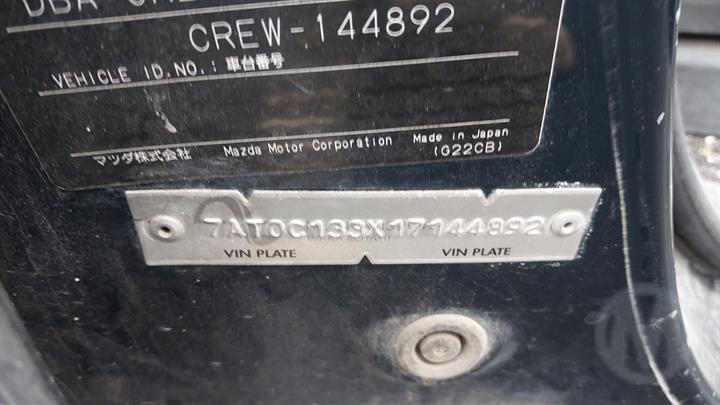 CREW-144892
VEHICLE ID.NO.: 車台番号
マツダ株式会社 Mazda Motor Corporation Made in Japan
(G22CB)
7AT0C133X17144892
VIN PLATE VIN PLATE